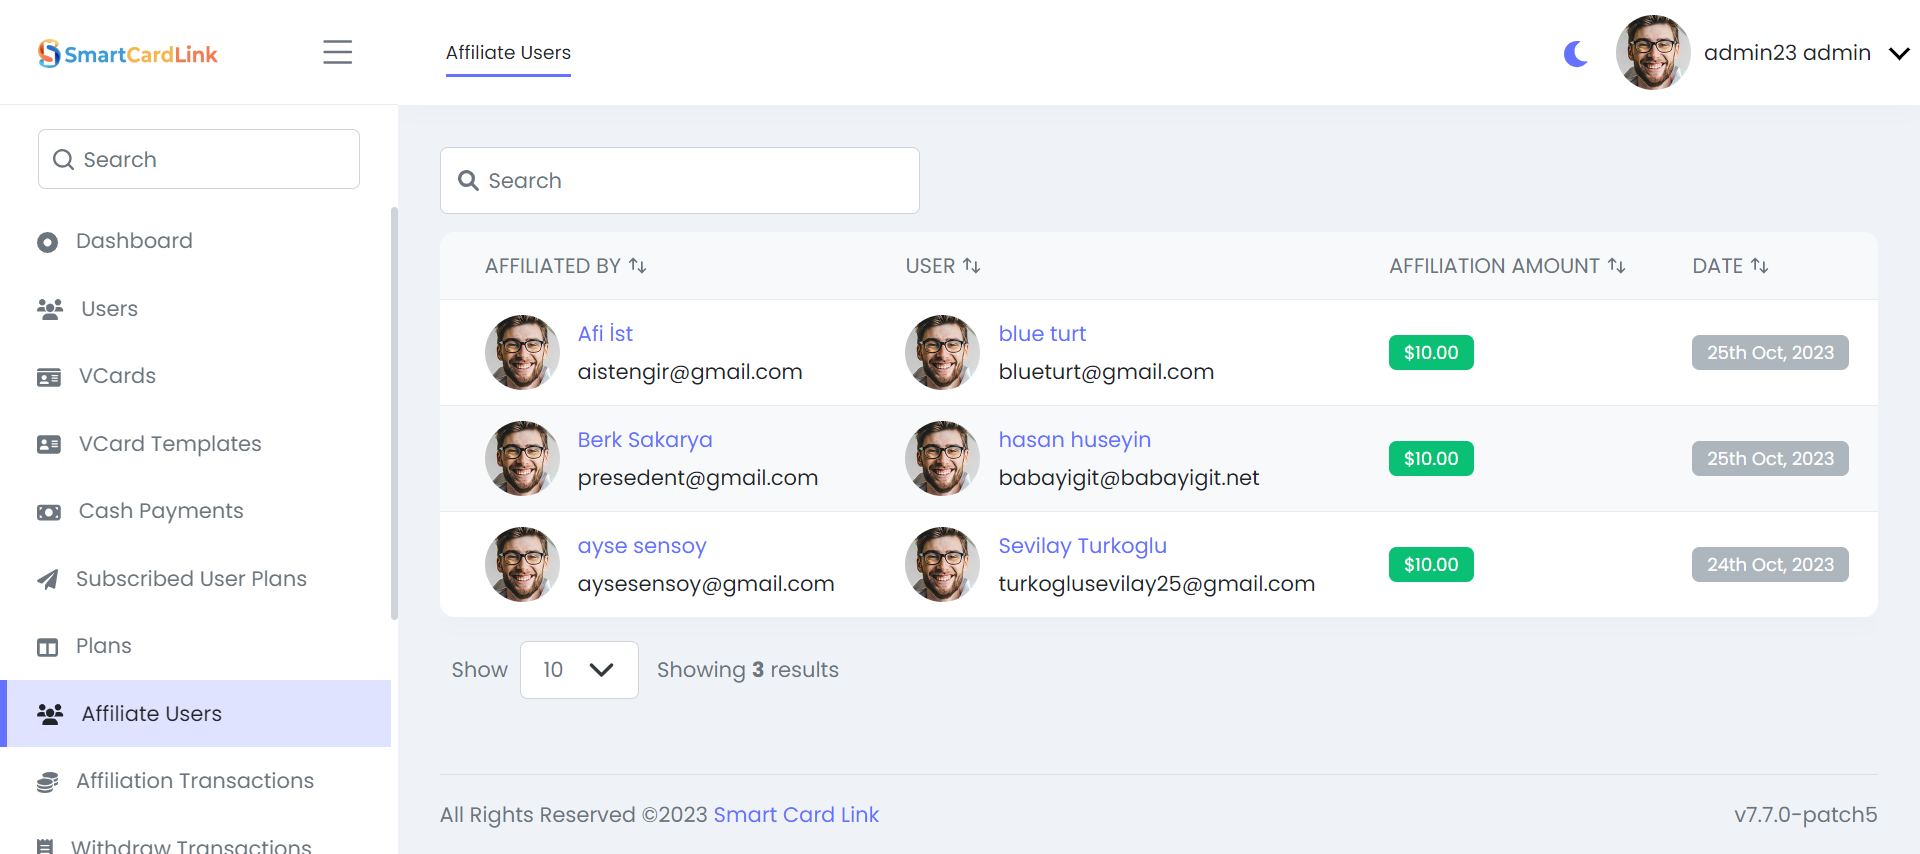 SmartCardLink
Affiliate Users
admin23 admin
Search
Dashboard
Users
VCards
VCard Templates
Cash Payments
Subscribed User Plans
Plans
Affiliate Users
Affiliation Transactions
Withdraw Transactions
Search
AFFILIATED BY USER AFFILIATION AMOUNT DATE
Afi İst
aistengir@gmail.com
blue turt
blueturt@gmail.com
$10.00
25th Oct, 2023
Berk Sakarya
presedent@gmail.com
hasan huseyin
babayigit@babayigit.net
$10.00
25th Oct, 2023
ayse sensoy
aysesensoy@gmail.com
Sevilay Turkoglu
turkoglusevilay25@gmail.com
$10.00
24th Oct, 2023
Show 10 Showing 3 results
All Rights Reserved ©2023 Smart Card Link
v7.7.0-patch5